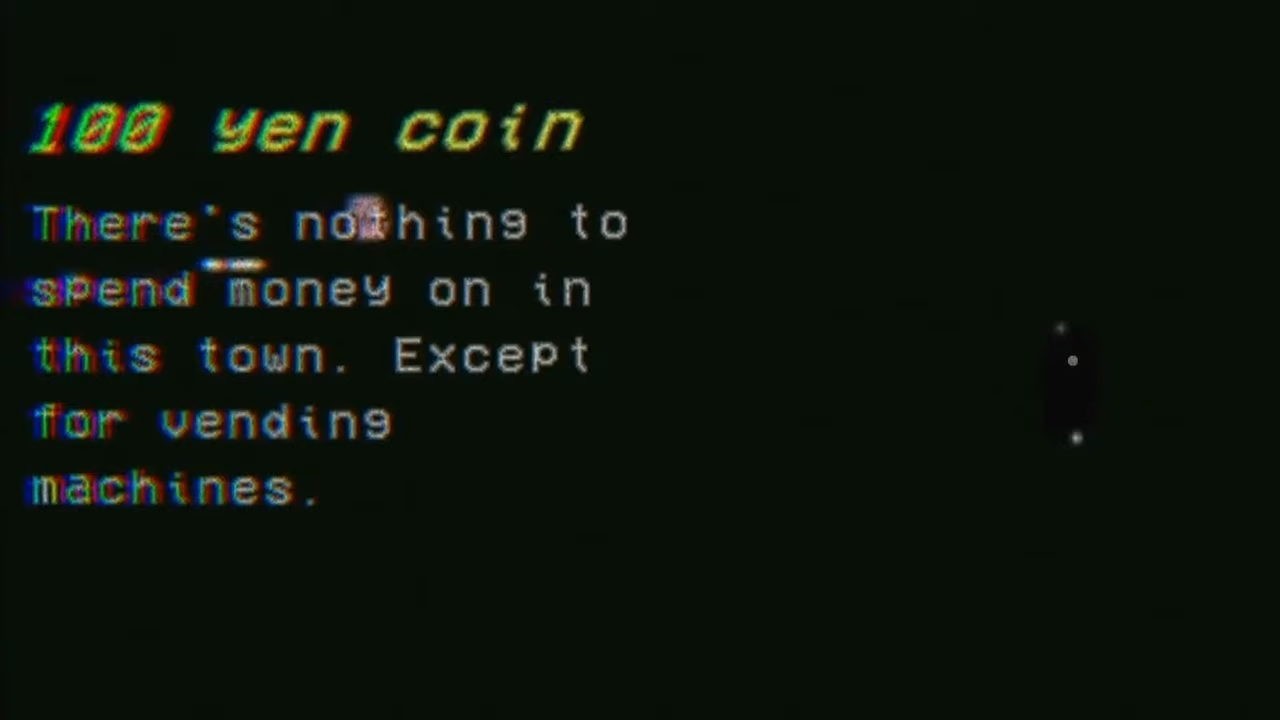 100 yen coin
There's nothing to
spend money on in
this town. Except
for vending
machines.